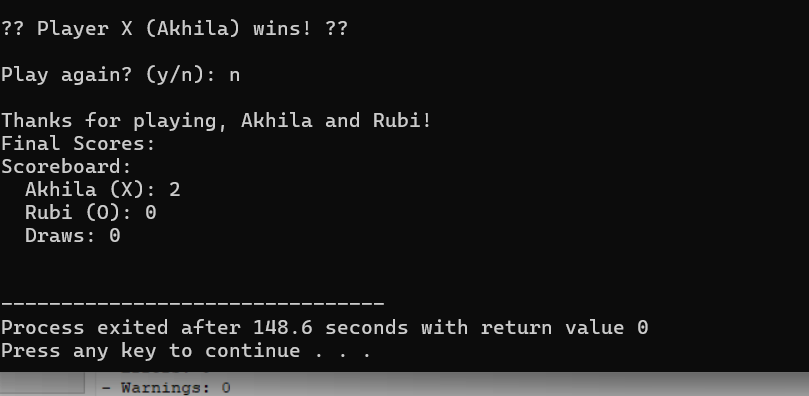 ?? Player X (Akhila) wins! ??
Play again? (y/n): n
Thanks for playing, Akhila and Rubi!
Final Scores:
Scoreboard:
Akhila (X): 2
Rubi (O): 0
Draws: 0
--------------------------------
Process exited after 148.6 seconds with return value 0
Press any key to continue . . .
- Warnings: 0